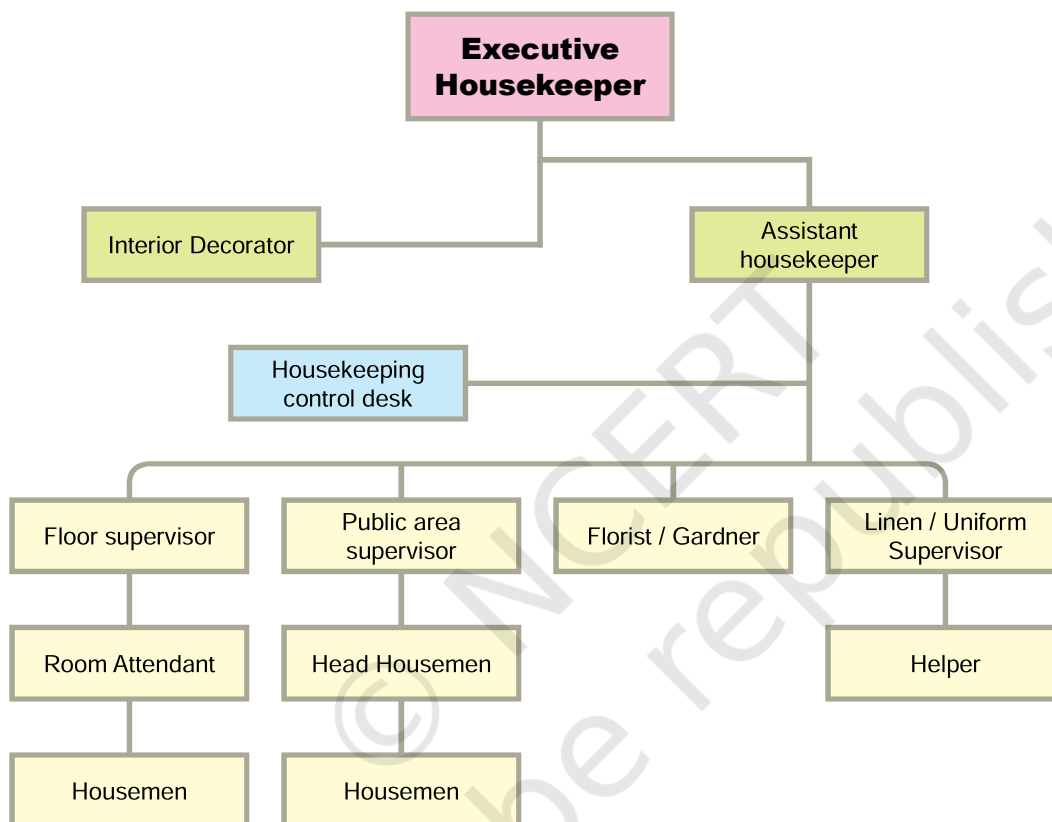 Executive
Housekeeper
Interior Decorator
Assistant
housekeeper
Housekeeping
control desk
Floor supervisor
Public area
supervisor
Florist / Gardner
Linen / Uniform
Supervisor
Room Attendant
Head Housemen
Helper
Housemen
Housemen
© NCERT
be republish